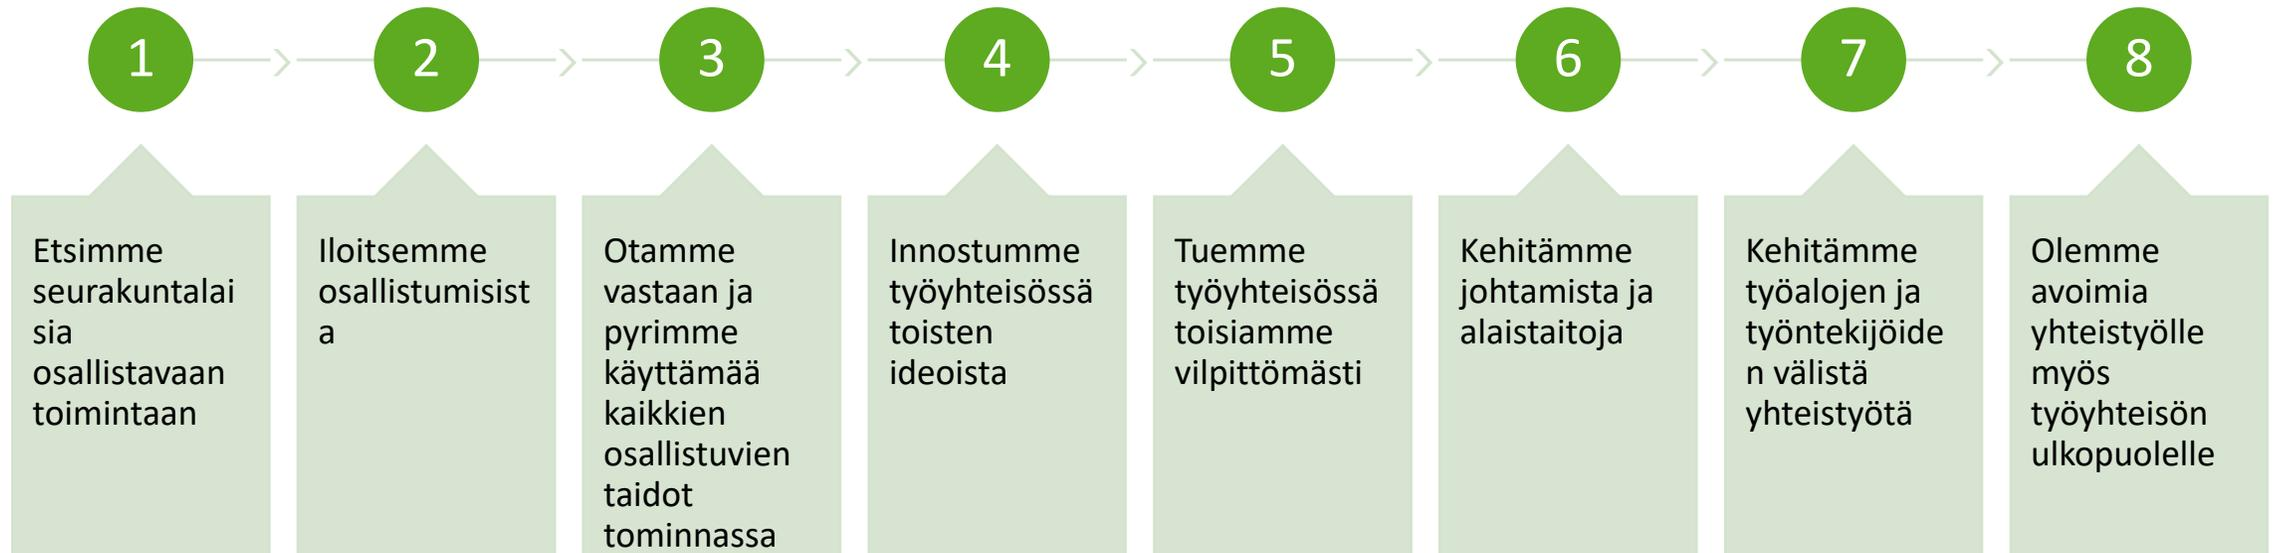 1
2
3
4
5
6
7
8
Etsimme
seurakuntalai
sia
osallistavaan
toimintaan
Iloitsemme
osallistumisist
a
Otamme
vastaan ja
pyrimme
käyttämää
kaikkien
osallistuvien
taidot
tominnassa
Innostumme
työyhteisössä
toisten
ideoista
Tuemme
työyhteisössä
toisiamme
vilpittömästi
Kehitämme
johtamista ja
alaistaitoja
Kehitämme
työalojen ja
työntekijöide
n välistä
yhteistyötä
Olemme
avoimia
yhteistyölle
myös
työyhteisön
ulkopuolelle